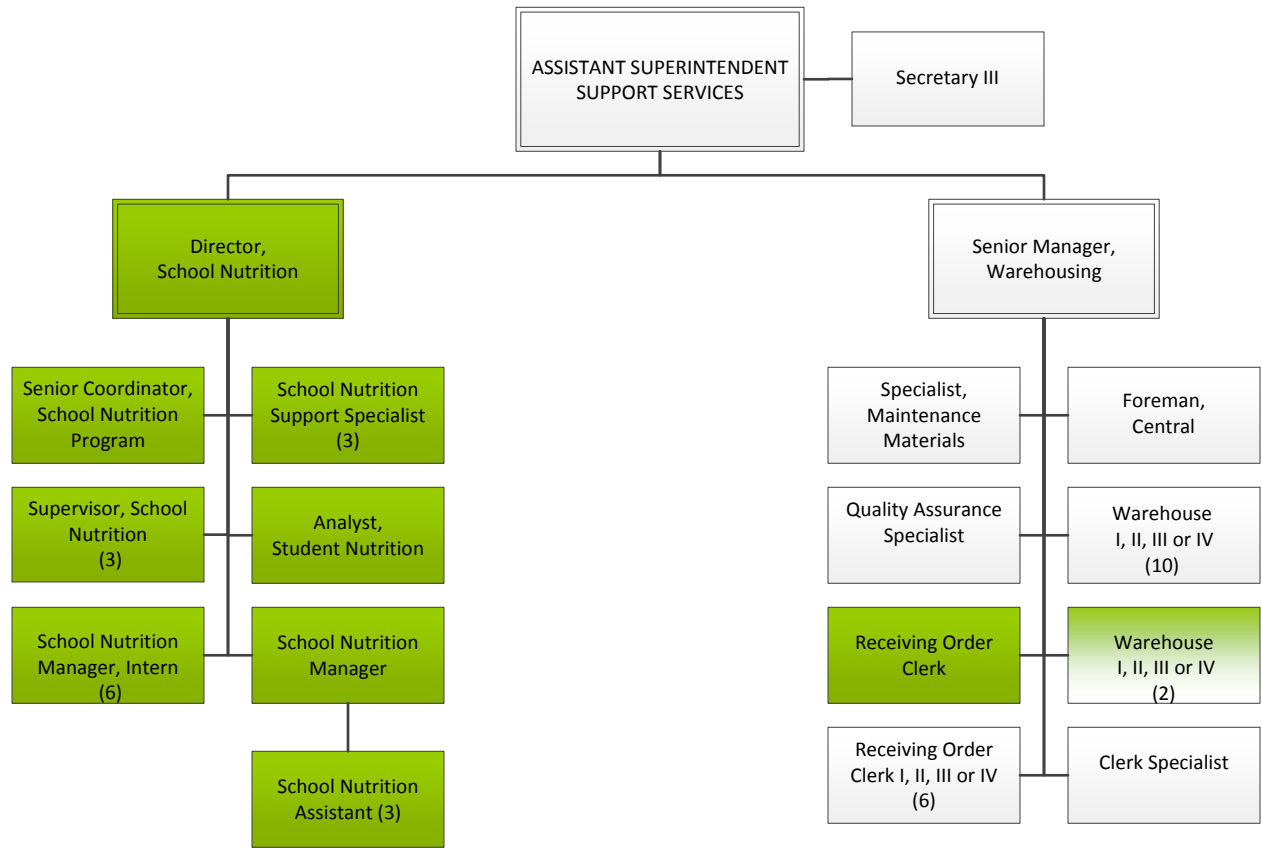 ASSISTANT SUPERINTENDENT
SUPPORT SERVICES
Secretary III
Director,
School Nutrition
Senior Manager,
Warehousing
Senior Coordinator,
School Nutrition
Program
School Nutrition
Support Specialist
(3)
Specialist,
Maintenance
Materials
Foreman,
Central
Supervisor, School
Nutrition
(3)
Analyst,
Student Nutrition
Quality Assurance
Specialist
Warehouse
I, II, III or IV
(10)
School Nutrition
Manager, Intern
(6)
School Nutrition
Manager
Receiving Order
Clerk
Warehouse
I, II, III or IV
(2)
School Nutrition
Assistant (3)
Receiving Order
Clerk I, II, III or IV
(6)
Clerk Specialist